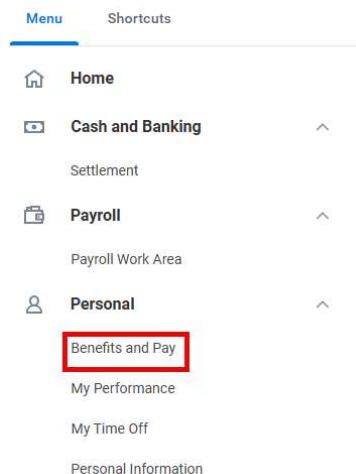 Menu Shortcuts
Home
Cash and Banking
Settlement
Payroll
Payroll Work Area
Personal
Benefits and Pay
My Performance
My Time Off
Personal Information